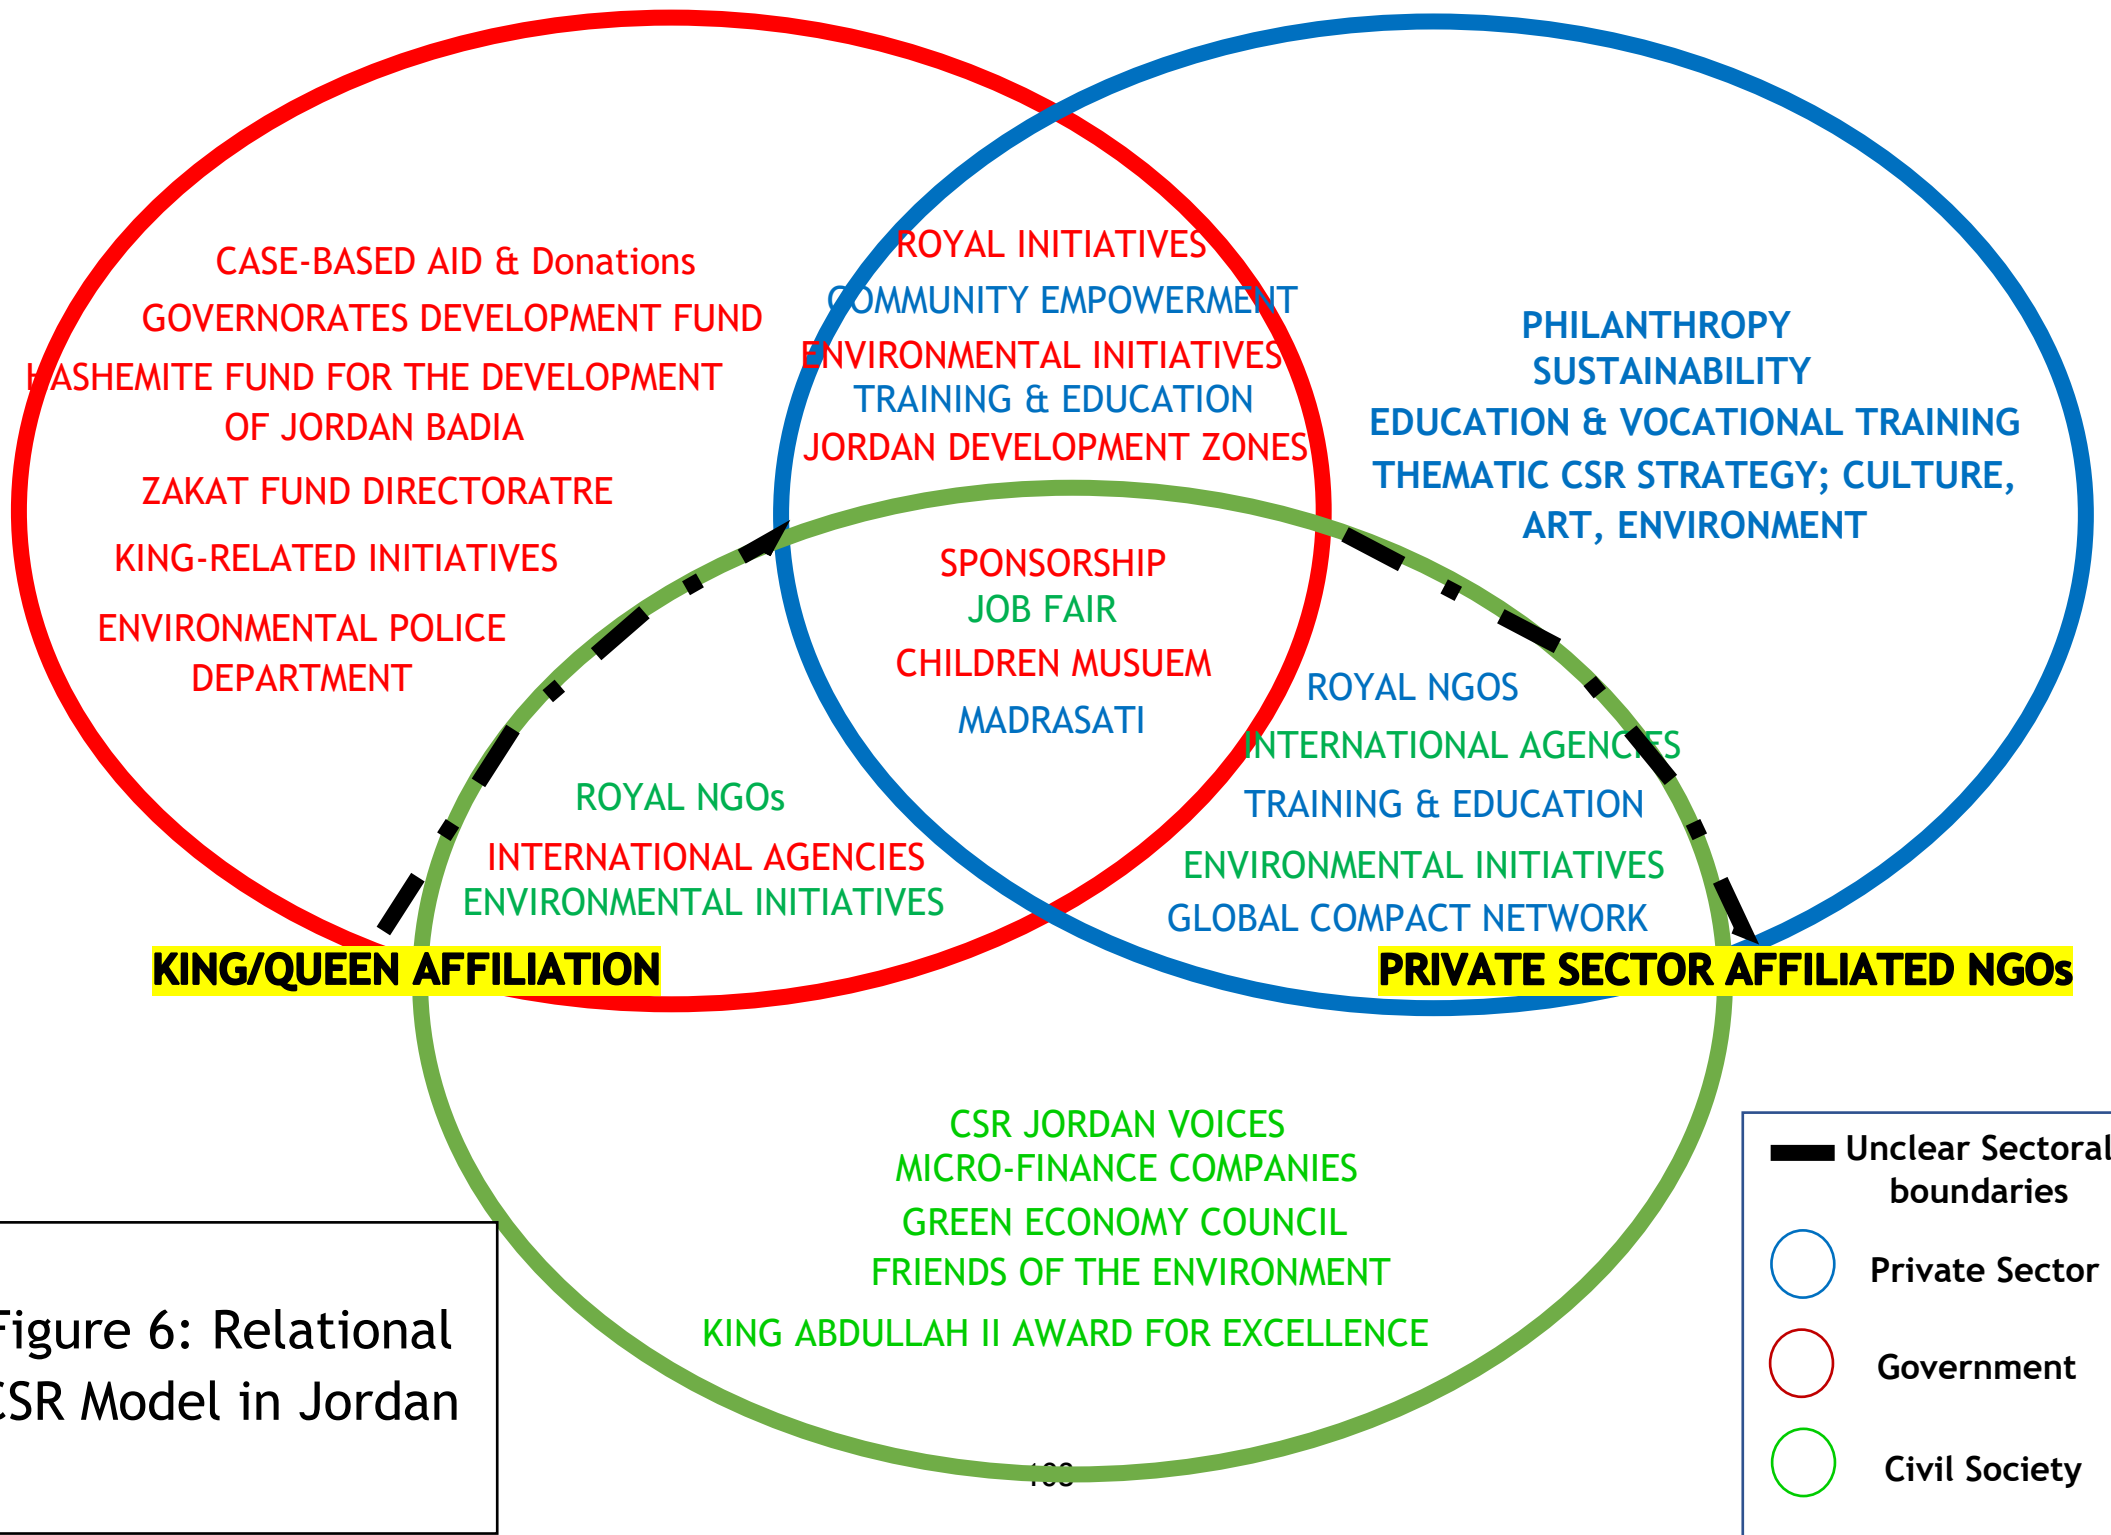 CASE-BASED AID & Donations
GOVERNORATES DEVELOPMENT FUND
HASHEMITE FUND FOR THE DEVELOPMENT
OF JORDAN BADIA
ZAKAT FUND DIRECTORATRE
KING-RELATED INITIATIVES
ENVIRONMENTAL POLICE
DEPARTMENT
ROYAL INITIATIVES
COMMUNITY EMPOWERMENT
ENVIRONMENTAL INITIATIVES
TRAINING & EDUCATION
JORDAN DEVELOPMENT ZONES
PHILANTHROPY
SUSTAINABILITY
EDUCATION & VOCATIONAL TRAINING
THEMATIC CSR STRATEGY; CULTURE,
ART, ENVIRONMENT
SPONSORSHIP
JOB FAIR
CHILDREN MUSUEM
MADRASATI
ROYAL NGOs
INTERNATIONAL AGENCIES
ENVIRONMENTAL INITIATIVES
ROYAL NGOS
INTERNATIONAL AGENCIES
TRAINING & EDUCATION
ENVIRONMENTAL INITIATIVES
GLOBAL COMPACT NETWORK
KING/QUEEN AFFILIATION
PRIVATE SECTOR AFFILIATED NGOs
CSR JORDAN VOICES
MICRO-FINANCE COMPANIES
GREEN ECONOMY COUNCIL
FRIENDS OF THE ENVIRONMENT
KING ABDULLAH II AWARD FOR EXCELLENCE
Figure 6: Relational
CSR Model in Jordan
Unclear Sectoral
boundaries
Private Sector
Government
Civil Society